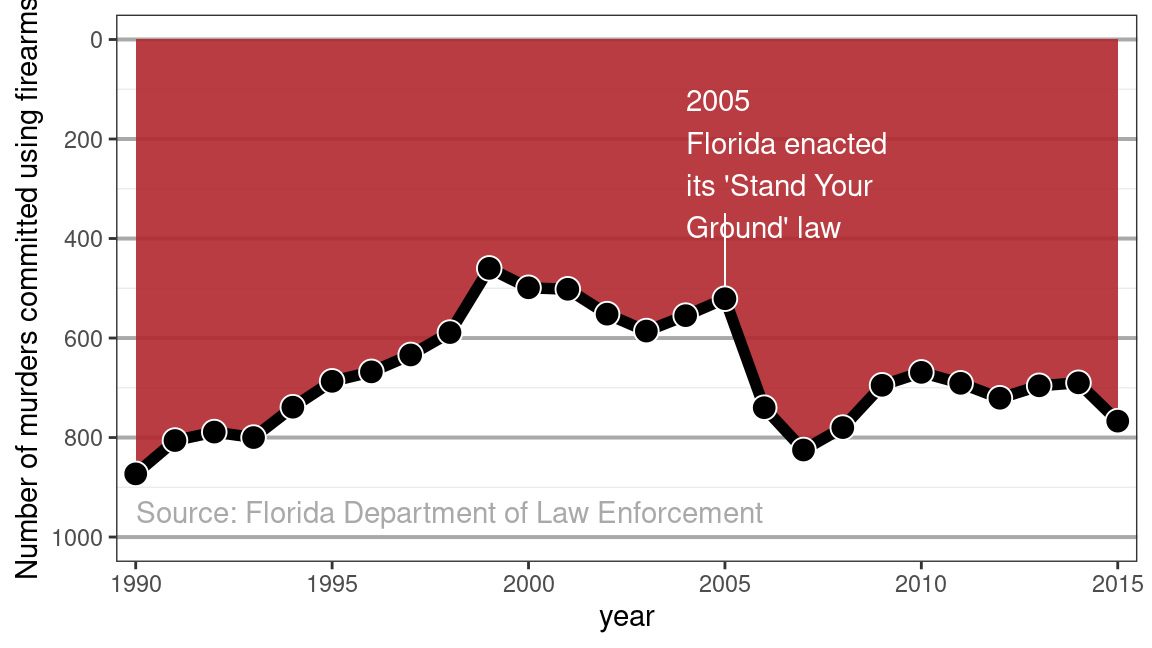 Number of murders committed using firearms
0
200
400
600
800
1000
2005
Florida enacted
its 'Stand Your
Ground' law
Source: Florida Department of Law Enforcement
1990
1995
2000
2005
2010
2015
year